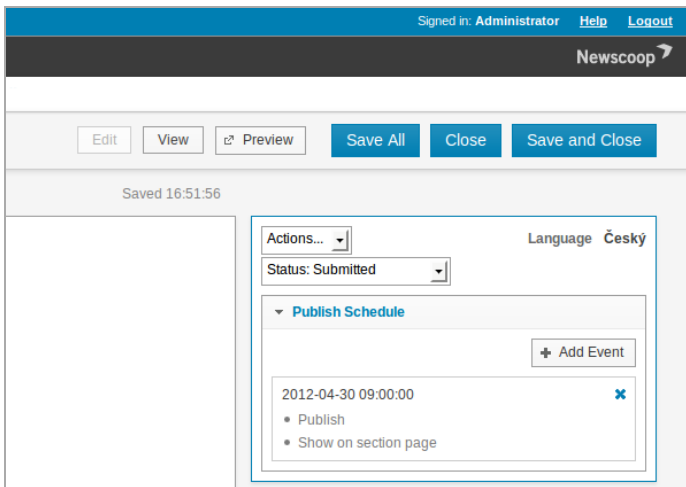 Signed in: Administrator Help Logout
Newscoop
Edit View Preview Save All Close Save and Close
Saved 16:51:56
Actions... Language Český
Status: Submitted
Publish Schedule
Add Event
2012-04-30 09:00:00
Publish
Show on section page